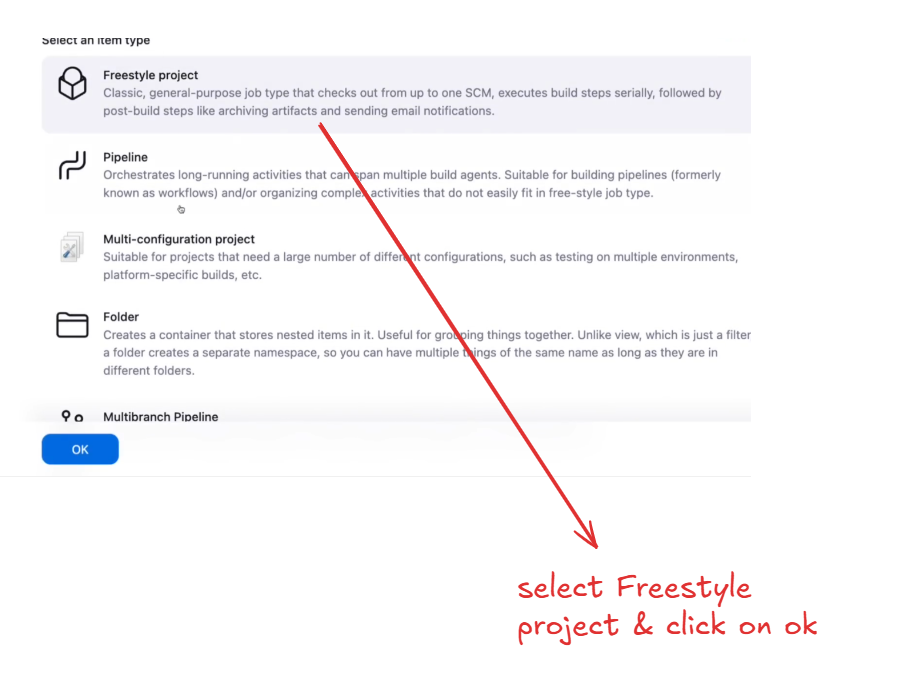 Select an item type
Freestyle project
Classic, general-purpose job type that checks out from up to one SCM, executes build steps serially, followed by
post-build steps like archiving artifacts and sending email notifications.
Pipeline
Orchestrates long-running activities that can span multiple build agents. Suitable for building pipelines (formerly
known as workflows) and/or organizing complex activities that do not easily fit in free-style job type.
Multi-configuration project
Suitable for projects that need a large number of different configurations, such as testing on multiple environments,
platform-specific builds, etc.
Folder
Creates a container that stores nested items in it. Useful for grouping things together. Unlike view, which is just a filter
a folder creates a separate namespace, so you can have multiple things of the same name as long as they are in
different folders.
Multibranch Pipeline
OK
select Freestyle
project & click on ok